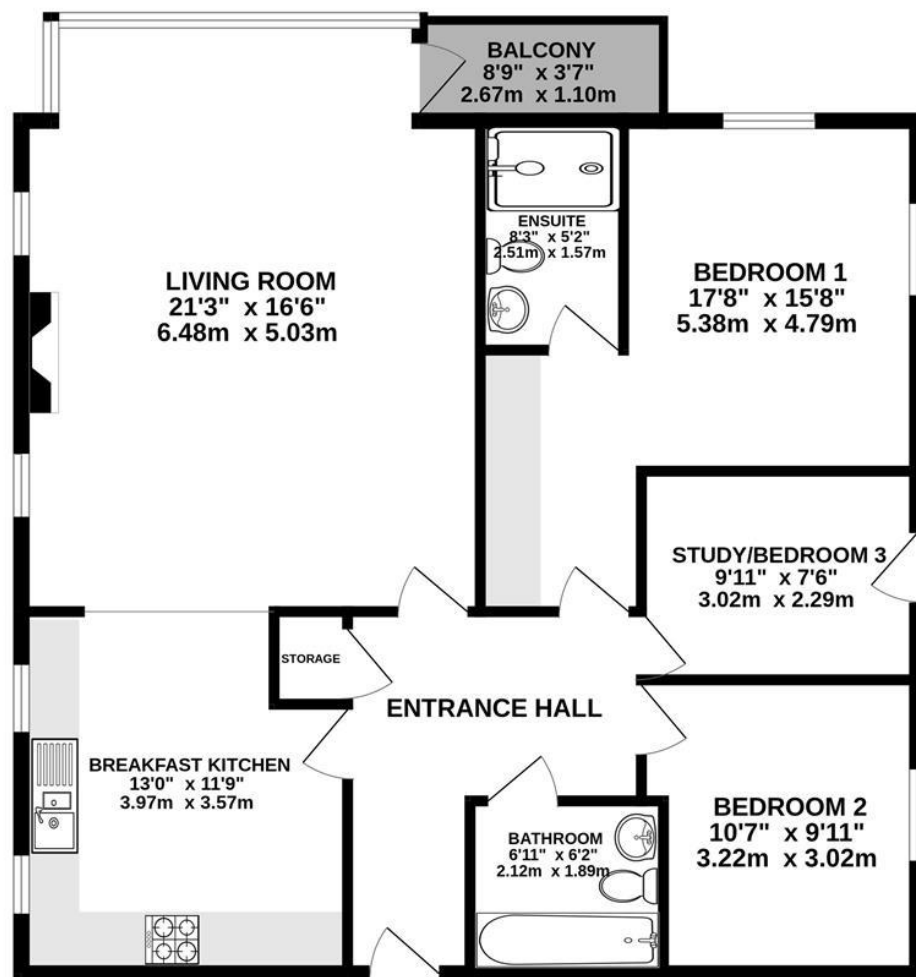 BALCONY
8'9" x 3'7"
2.67m x 1.10m
ENSUITE
8'3" x 5'2"
2.51m x 1.57m
LIVING ROOM
21'3" x 16'6"
6.48m x 5.03m
BEDROOM 1
17'8" x 15'8"
5.38m x 4.79m
STUDY/BEDROOM 3
9'11" x 7'6"
3.02m x 2.29m
STORAGE
ENTRANCE HALL
BREAKFAST KITCHEN
13'0" x 11'9"
3.97m x 3.57m
BATHROOM
6'11" x 6'2"
2.12m x 1.89m
BEDROOM 2
10'7" x 9'11"
3.22m x 3.02m